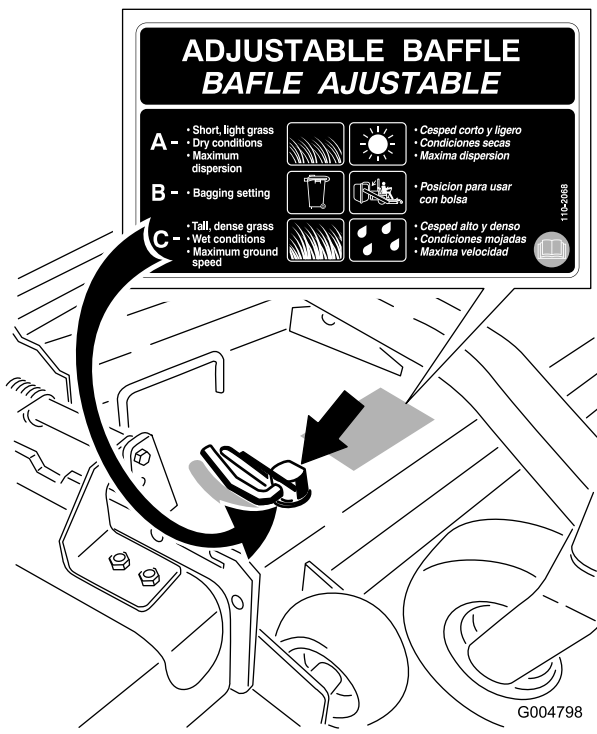 ADJUSTABLE BAFFLE
BAFLE AJUSTABLE
A - • Short, light grass
• Dry conditions
• Maximum
dispersion
• Cesped corto y ligero
• Condiciones secas
• Maxima dispersion
B - • Bagging setting
• Posicion para usar
con bolsa
C - • Tall, dense grass
• Wet conditions
• Maximum ground
speed
• Cesped alto y denso
• Condiciones mojadas
• Maxima velocidad
110-2068
G004798